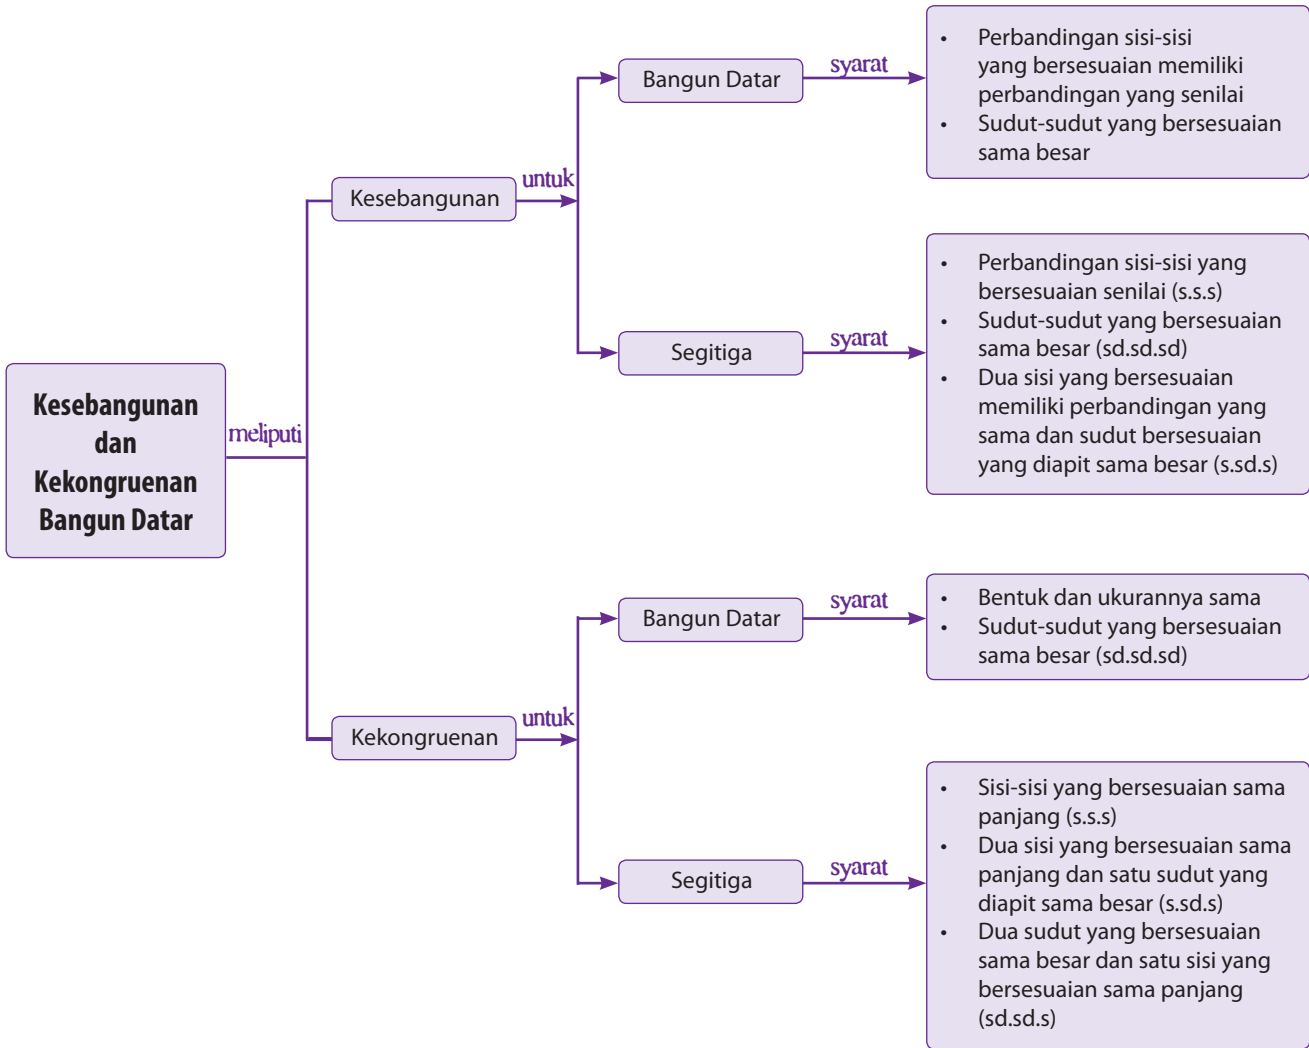 Kesebangunan
dan
Kekongruenan
Bangun Datar
meliputi
Kesebangunan
untuk
Bangun Datar
syarat
• Perbandingan sisi-sisi
yang bersesuaian memiliki
perbandingan yang senilai
• Sudut-sudut yang bersesuaian
sama besar
Segitiga
syarat
• Perbandingan sisi-sisi yang
bersesuaian senilai (s.s.s)
• Sudut-sudut yang bersesuaian
sama besar (sd.sd.sd)
• Dua sisi yang bersesuaian
memiliki perbandingan yang
sama dan sudut bersesuaian
yang diapit sama besar (s.sd.s)
Kekongruenan
untuk
Bangun Datar
syarat
• Bentuk dan ukurannya sama
• Sudut-sudut yang bersesuaian
sama besar (sd.sd.sd)
Segitiga
syarat
• Sisi-sisi yang bersesuaian sama
panjang (s.s.s)
• Dua sisi yang bersesuaian sama
panjang dan satu sudut yang
diapit sama besar (s.sd.s)
• Dua sudut yang bersesuaian
sama besar dan satu sisi yang
bersesuaian sama panjang
(sd.sd.s)